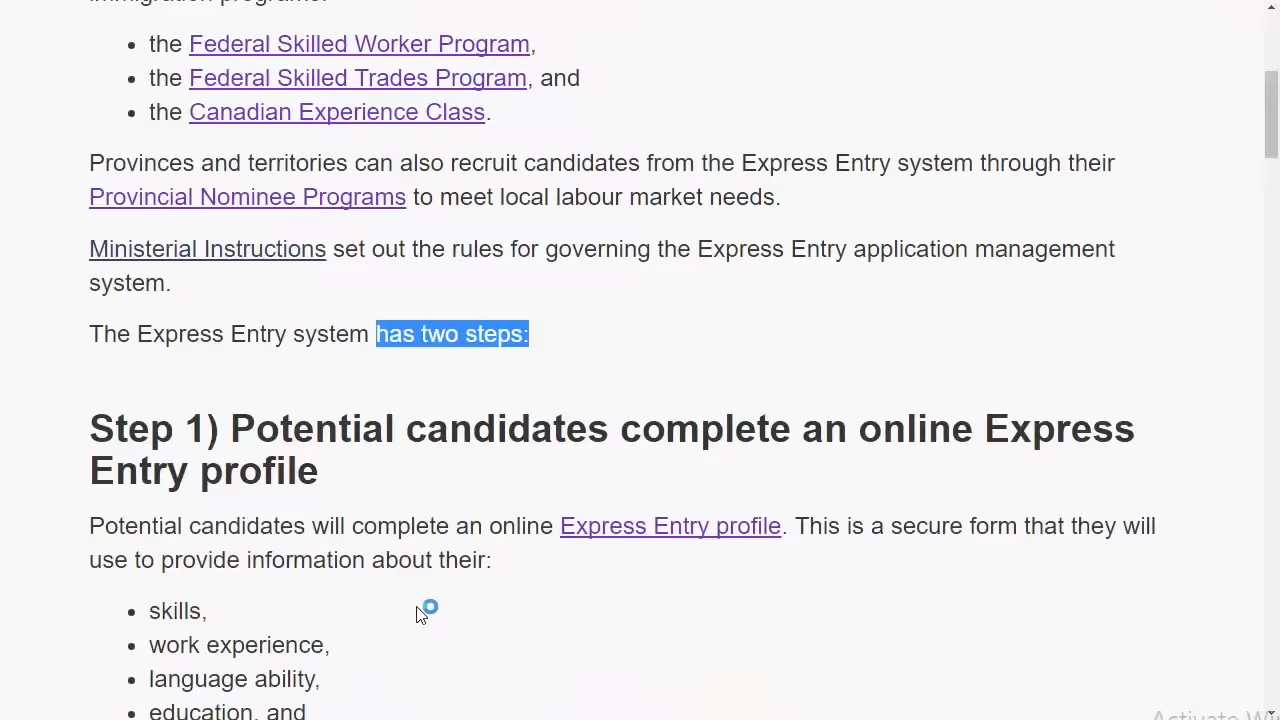 immigration programs:
the Federal Skilled Worker Program,
the Federal Skilled Trades Program, and
the Canadian Experience Class.
Provinces and territories can also recruit candidates from the Express Entry system through their
Provincial Nominee Programs to meet local labour market needs.
Ministerial Instructions set out the rules for governing the Express Entry application management
system.
The Express Entry system has two steps:
Step 1) Potential candidates complete an online Express
Entry profile
Potential candidates will complete an online Express Entry profile. This is a secure form that they will
use to provide information about their:
skills,
work experience,
language ability,
education, and
Activate